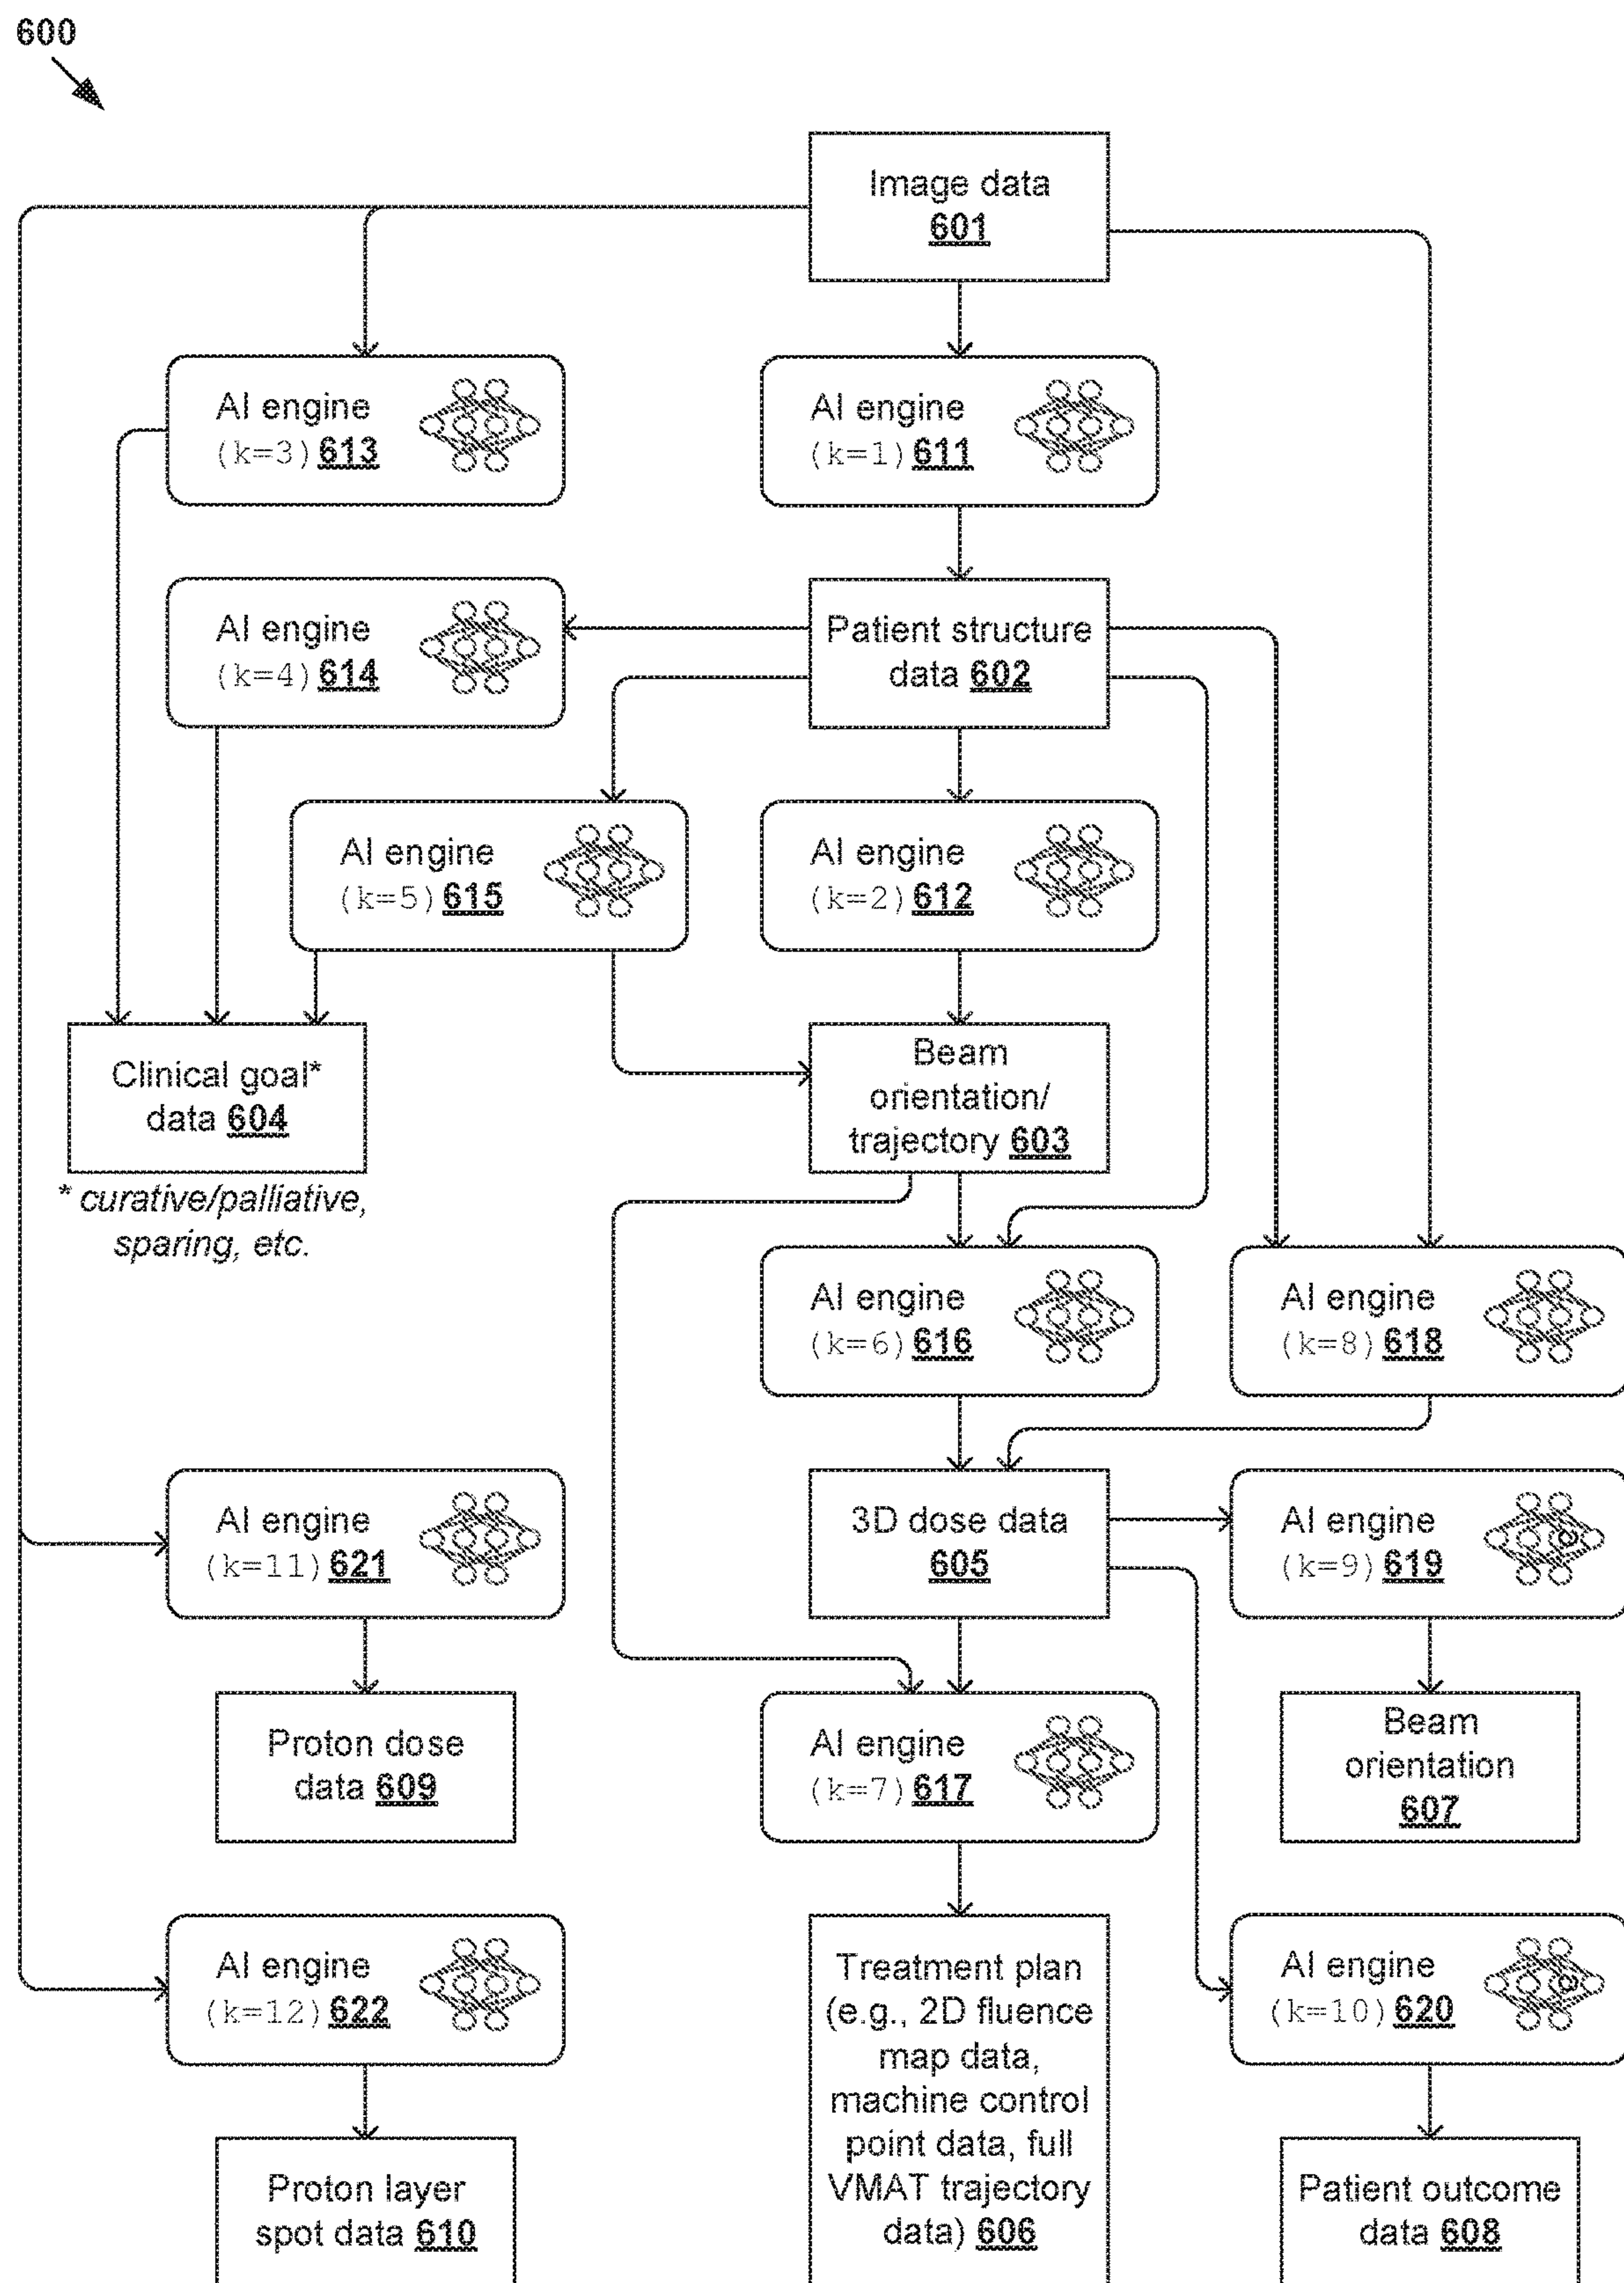 600
Image data
601
AI engine
(k=3) 613
AI engine
(k=1) 611
AI engine
(k=4) 614
Patient structure
data 602
AI engine
(k=5) 615
AI engine
(k=2) 612
Clinical goal*
data 604
* curative/palliative,
sparing, etc.
Beam
orientation/
trajectory 603
AI engine
(k=6) 616
AI engine
(k=8) 618
AI engine
(k=11) 621
3D dose data
605
AI engine
(k=9) 619
Proton dose
data 609
AI engine
(k=7) 617
Beam
orientation
607
AI engine
(k=12) 622
Treatment plan
(e.g., 2D fluence
map data,
machine control
point data, full
VMAT trajectory
data) 606
AI engine
(k=10) 620
Proton layer
spot data 610
Patient outcome
data 608